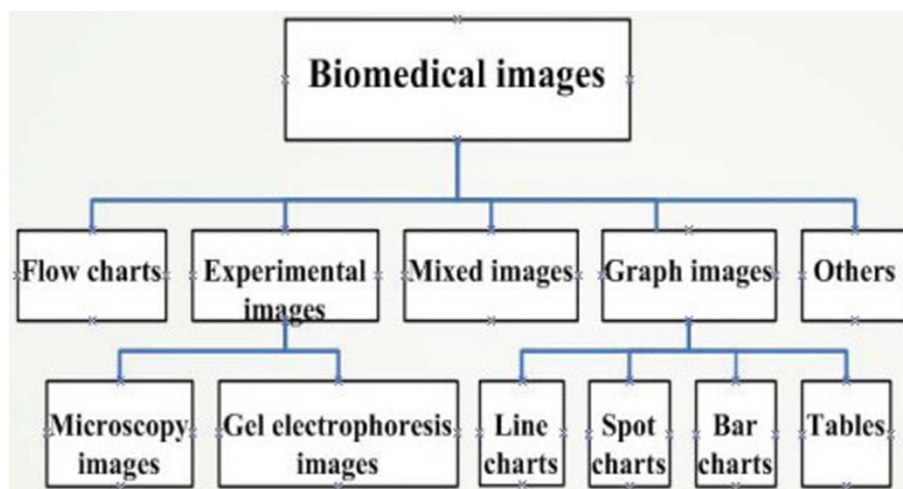 Biomedical images
Flow charts
Experimental
images
Mixed images
Graph images
Others
Microscopy
images
Gel electrophoresis
images
Line
charts
Spot
charts
Bar
charts
Tables